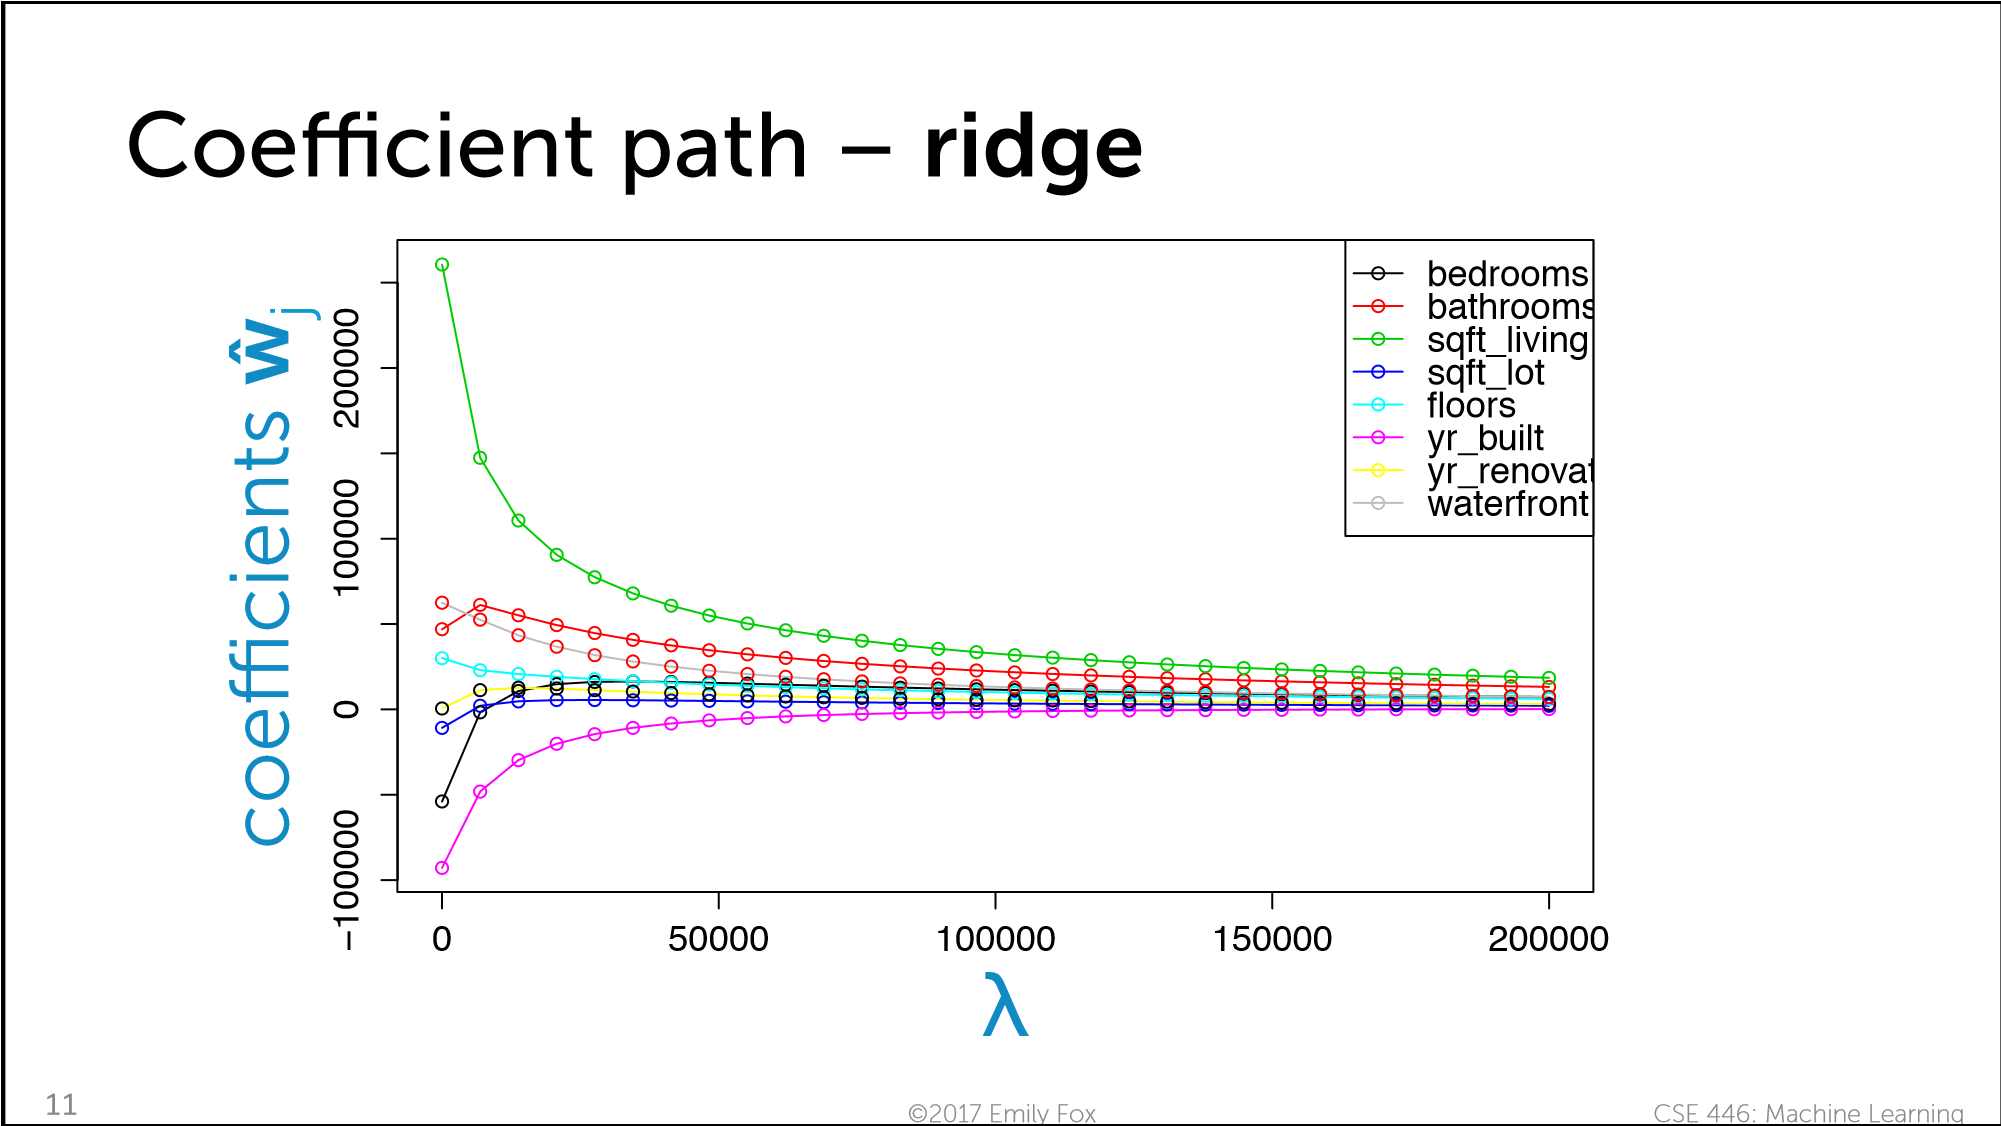 Coefficient path – ridge
coefficients ŵj
200000
100000
0
−100000
bedrooms
bathrooms
sqft_living
sqft_lot
floors
yr_built
yr_renovat
waterfront
0 50000 100000 150000 200000
λ
11 ©2017 Emily Fox CSE 446: Machine Learning